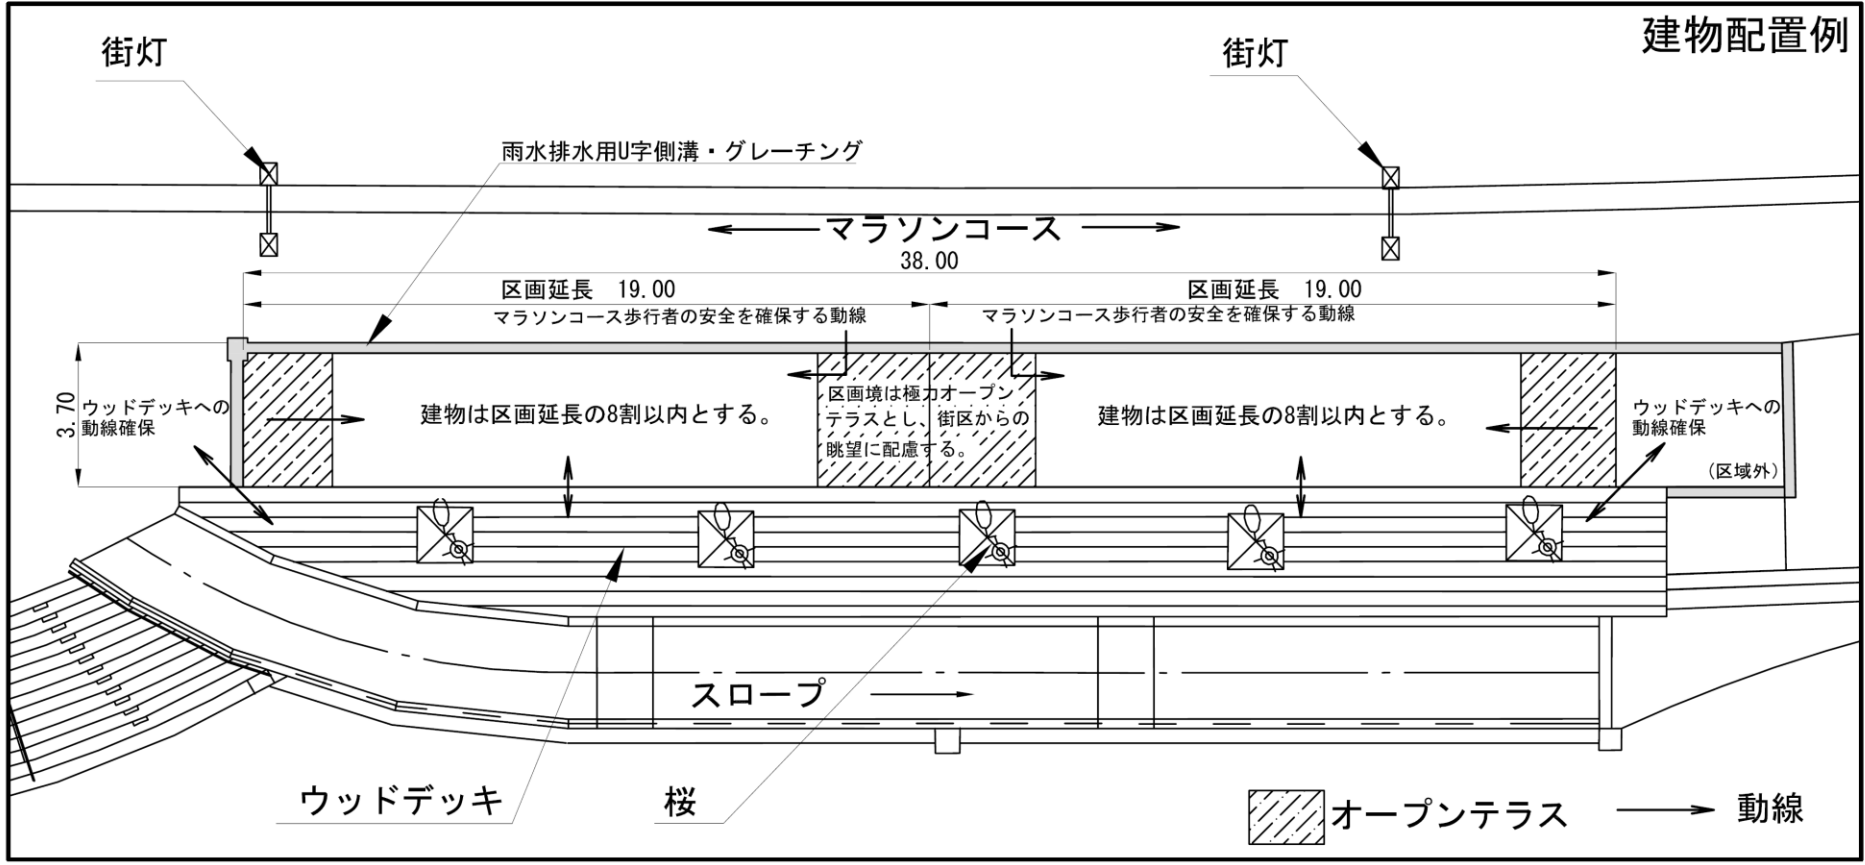 建物配置例
街灯
街灯
雨水排水用U字側溝・グレーチング
マラソンコース
38.00
区画延長 19.00
区画延長 19.00
マラソンコース歩行者の安全を確保する動線
マラソンコース歩行者の安全を確保する動線
3.70
ウッドデッキへの
動線確保
建物は区画延長の8割以内とする。
区画境は極力オープン
テラスとし、街区からの
眺望に配慮する。
建物は区画延長の8割以内とする。
ウッドデッキへの
動線確保
(区域外)
スロープ
ウッドデッキ
桜
オープンテラス
動線